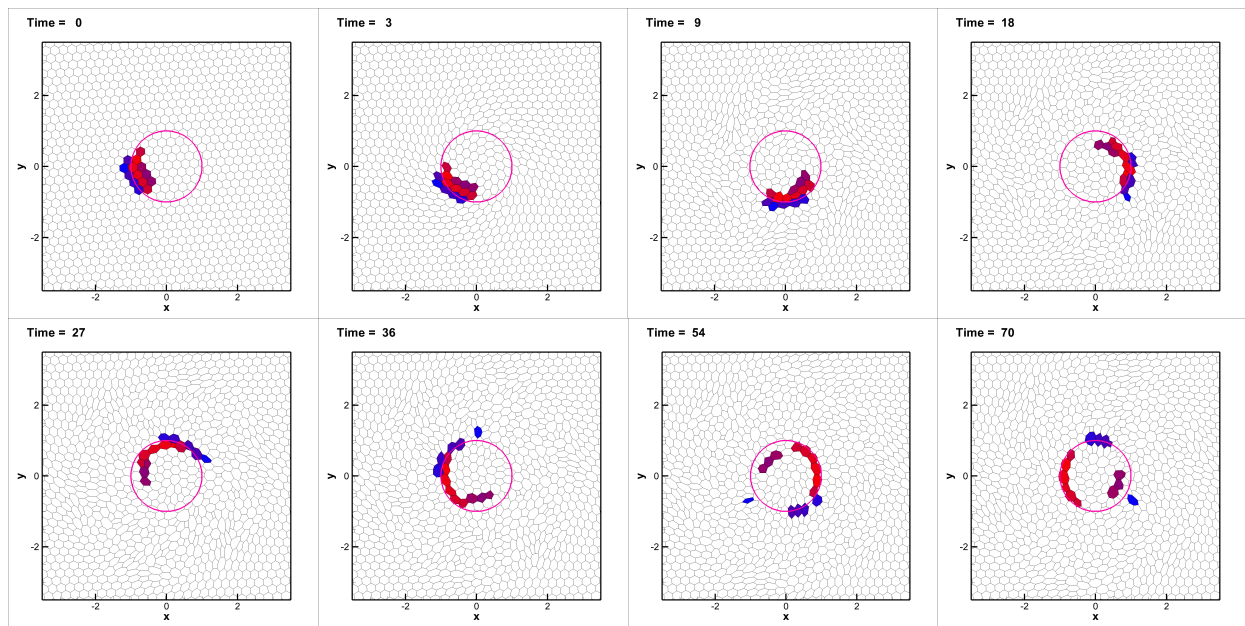 Time = 0
Time = 3
Time = 9
Time = 18
y
2
0
-2
-2 0 2
x
y
2
0
-2
-2 0 2
x
y
2
0
-2
-2 0 2
x
y
2
0
-2
-2 0 2
x
Time = 27
Time = 36
Time = 54
Time = 70
y
2
0
-2
-2 0 2
x
y
2
0
-2
-2 0 2
x
y
2
0
-2
-2 0 2
x
y
2
0
-2
-2 0 2
x